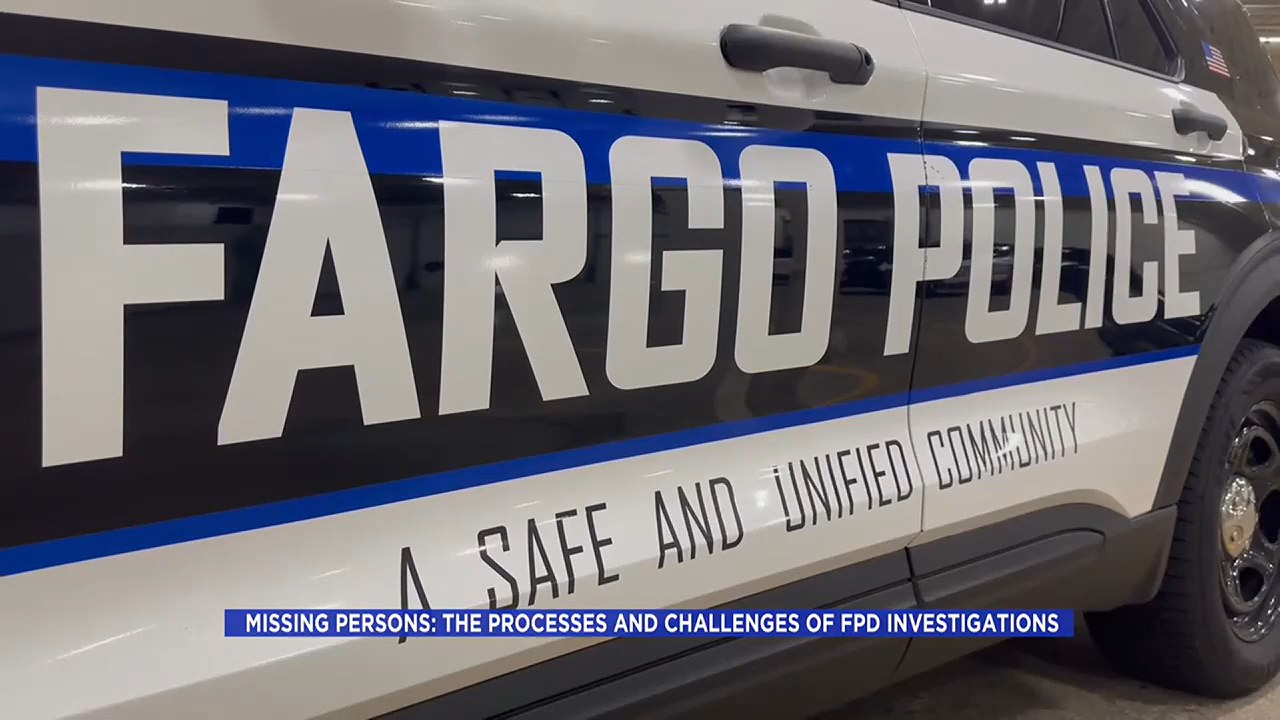 FARGO POLICE
A SAFE AND UNIFIED COMMUNITY
MISSING PERSONS: THE PROCESSES AND CHALLENGES OF FPD INVESTIGATIONS